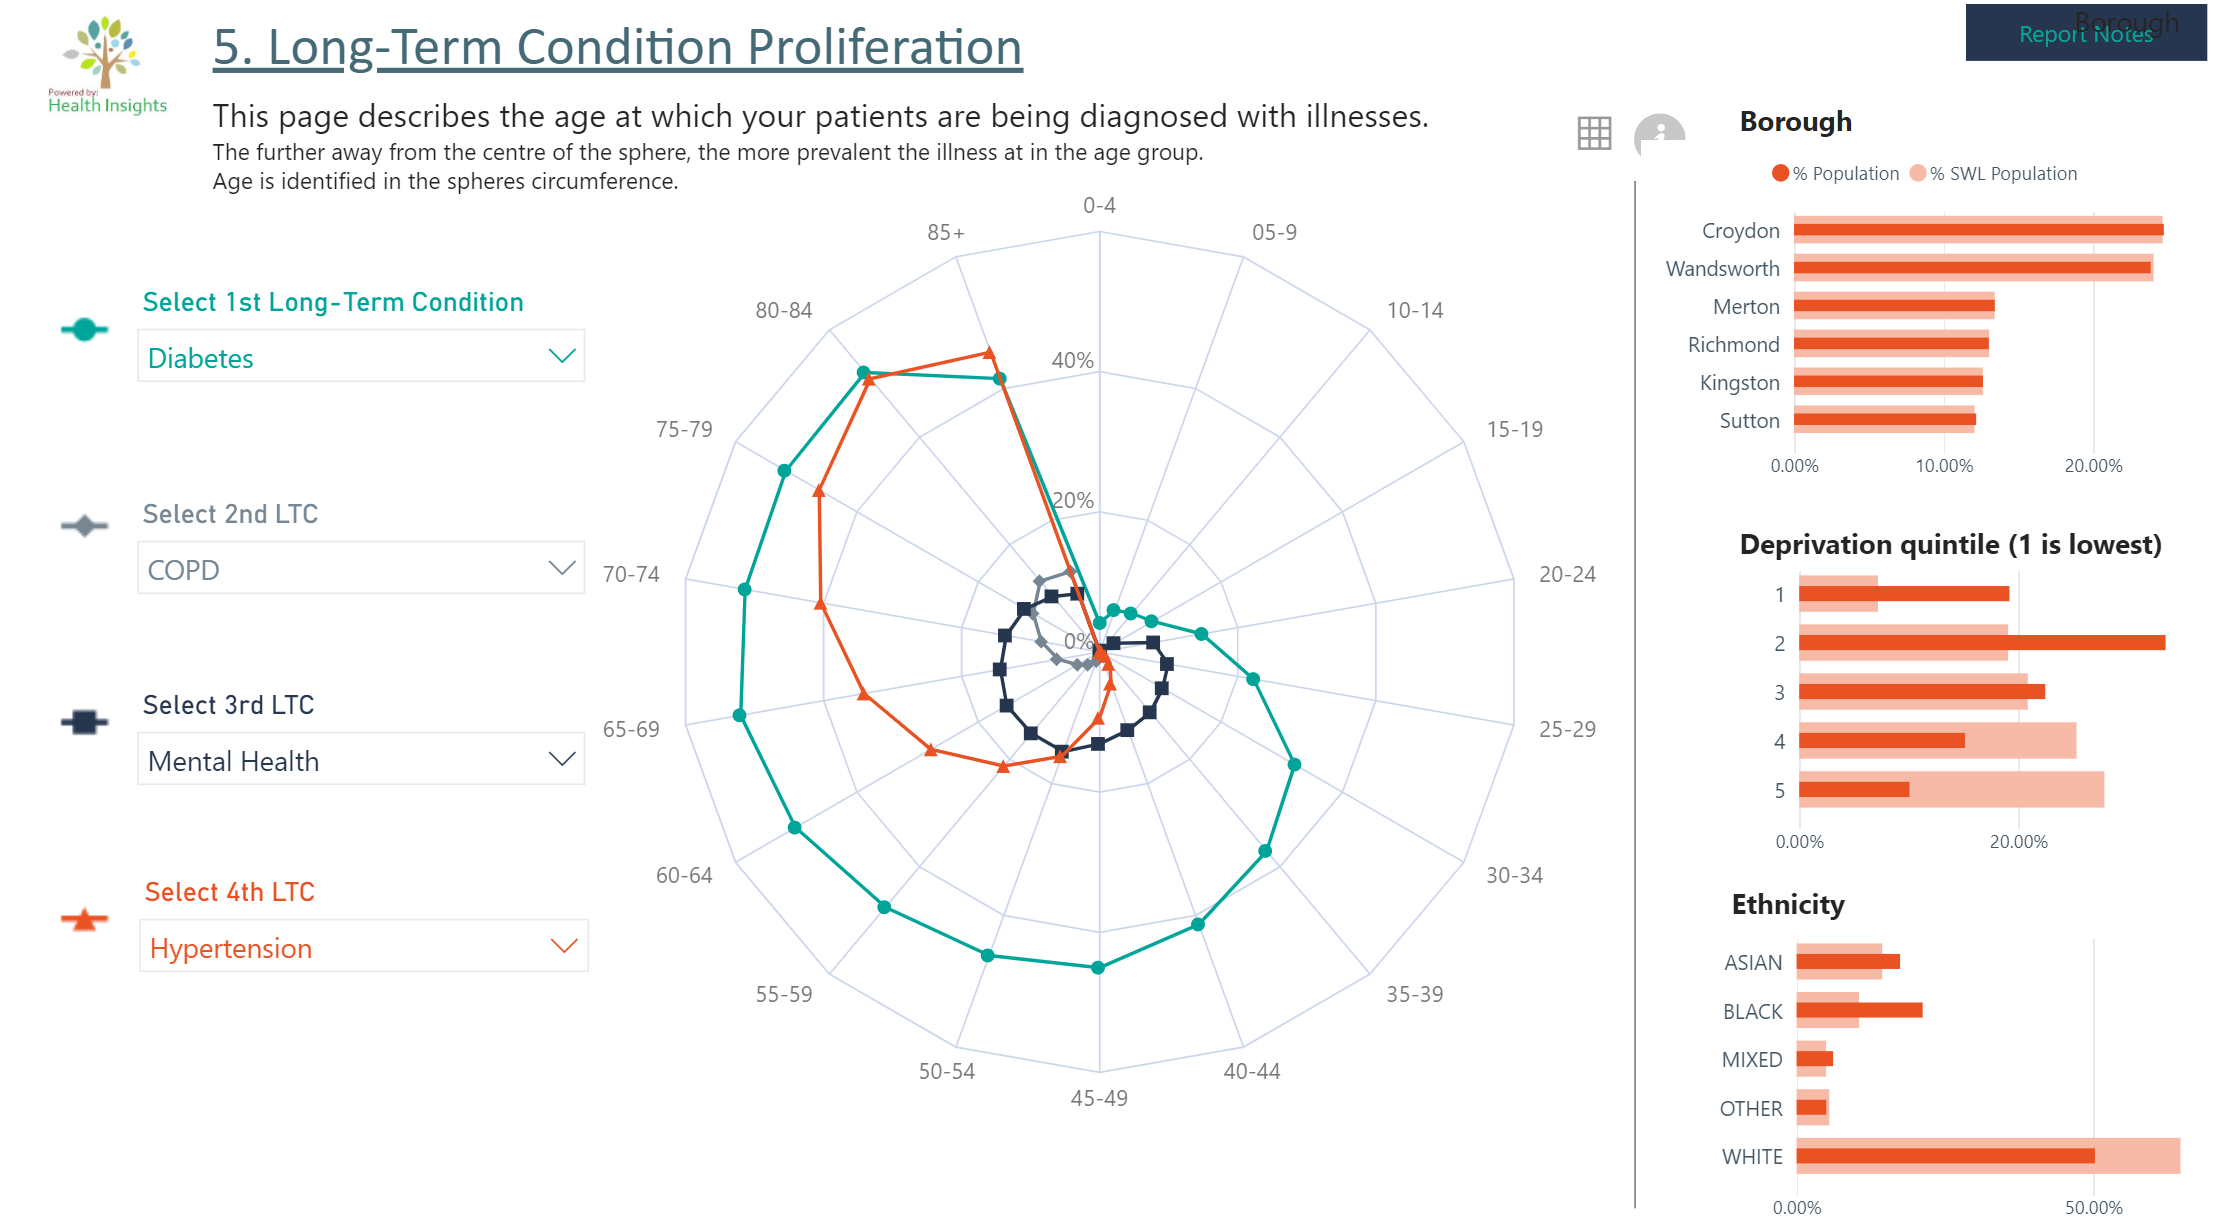 Powered by:
Health Insights
5. Long-Term Condition Proliferation
Borough
Report Notes
This page describes the age at which your patients are being diagnosed with illnesses.
The further away from the centre of the sphere, the more prevalent the illness at in the age group.
Age is identified in the spheres circumference.
Select 1st Long-Term Condition
Diabetes
Select 2nd LTC
COPD
Select 3rd LTC
Mental Health
Select 4th LTC
Hypertension
0-4
05-9
10-14
15-19
20-24
25-29
30-34
35-39
40-44
45-49
50-54
55-59
60-64
65-69
70-74
75-79
80-84
85+
40%
20%
0%
Borough
% Population % SWL Population
Croydon
Wandsworth
Merton
Richmond
Kingston
Sutton
0.00% 10.00% 20.00%
Deprivation quintile (1 is lowest)
1
2
3
4
5
0.00% 20.00%
Ethnicity
ASIAN
BLACK
MIXED
OTHER
WHITE
0.00% 50.00%